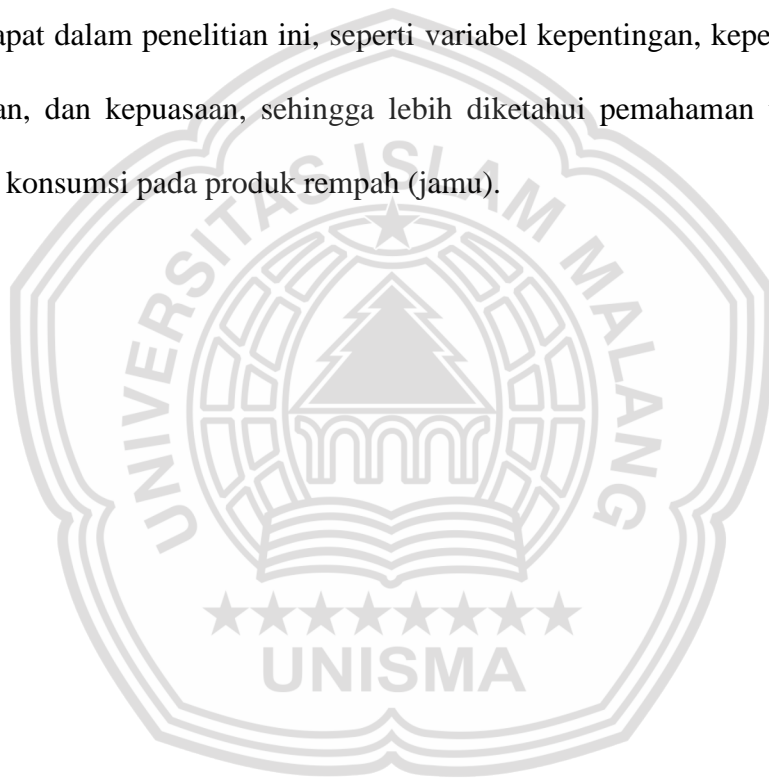 apat dalam penelitian ini, seperti variabel kepentingan, kepe
an, dan kepuasaan, sehingga lebih diketahui pemahaman
konsumsi pada produk rempah (jamu).
UNIVERSITAS ISLAM MALANG
UNISMA